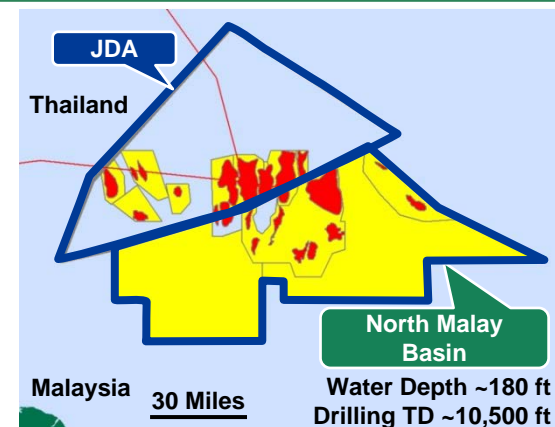 JDA
Thailand
North Malay
Basin
Malaysia
30 Miles
Water Depth ~180 ft
Drilling TD ~10,500 ft